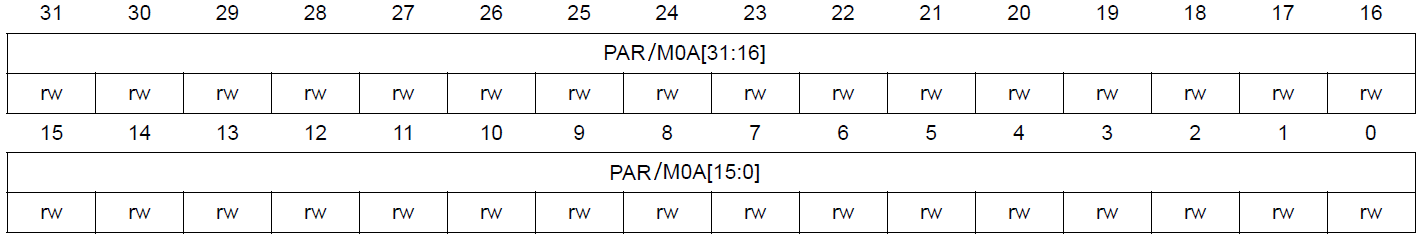 31 30 29 28 27 26 25 24 23 22 21 20 19 18 17 16
PAR/M0A[31:16]
rw rw rw rw rw rw rw rw rw rw rw rw rw rw rw rw
15 14 13 12 11 10 9 8 7 6 5 4 3 2 1 0
PAR/M0A[15:0]
rw rw rw rw rw rw rw rw rw rw rw rw rw rw rw rw